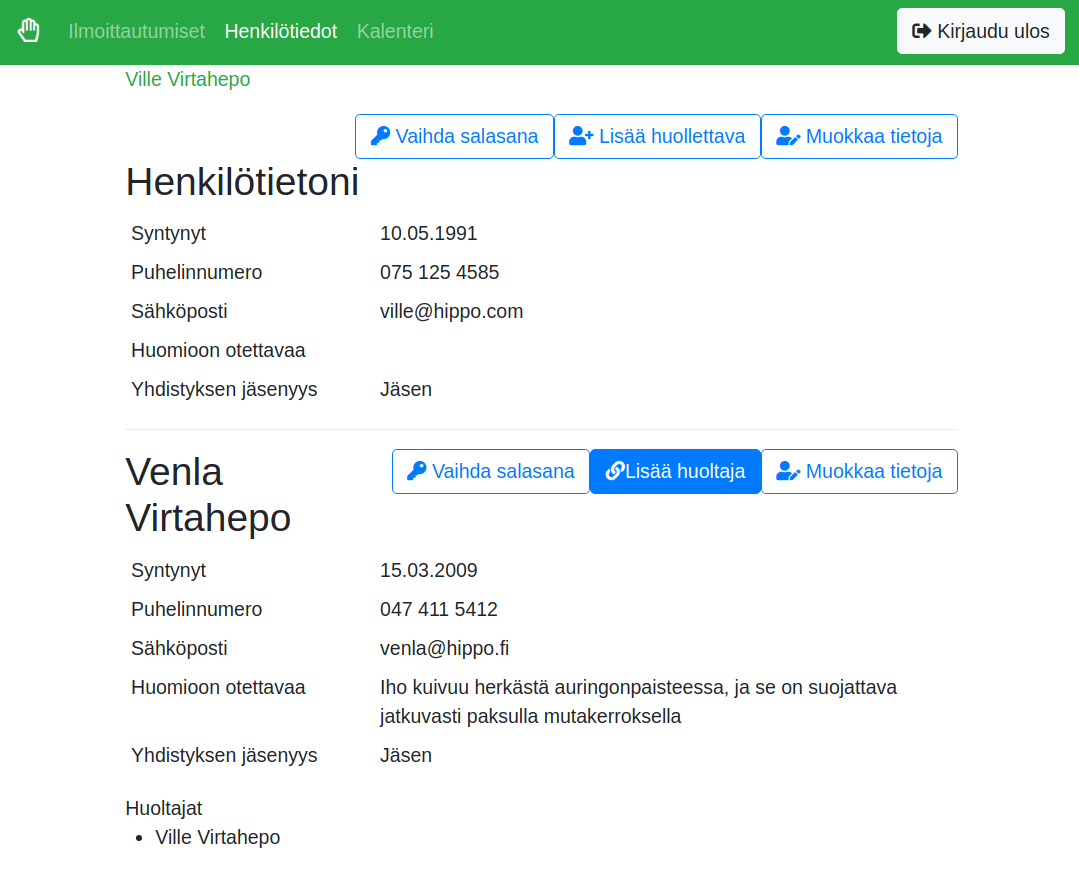 Ilmoittautumiset Henkilötiedot Kalenteri Kirjaudu ulos
Ville Virtahepo
Vaihda salasana Lisää huollettava Muokkaa tietoja
Henkilötietoni
Syntynyt 10.05.1991
Puhelinnumero 075 125 4585
Sähköposti ville@hippo.com
Huomioon otettavaa
Yhdistyksen jäsenyys Jäsen
Venla
Virtahepo
Vaihda salasana Lisää huoltaja Muokkaa tietoja
Syntynyt 15.03.2009
Puhelinnumero 047 411 5412
Sähköposti venla@hippo.fi
Huomioon otettavaa Iho kuivuu herkästä auringonpaisteessa, ja se on suojattava
jatkuvasti paksulla mutakerroksella
Yhdistyksen jäsenyys Jäsen
Huoltajat
• Ville Virtahepo